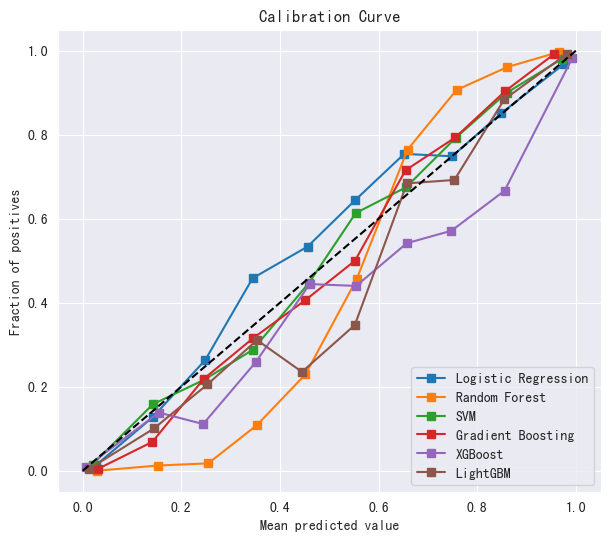 Calibration Curve
1.0
0.8
0.6
0.4
0.2
0.0
Fraction of positives
Logistic Regression
Random Forest
SVM
Gradient Boosting
XGBoost
LightGBM
0.0 0.2 0.4 0.6 0.8 1.0
Mean predicted value